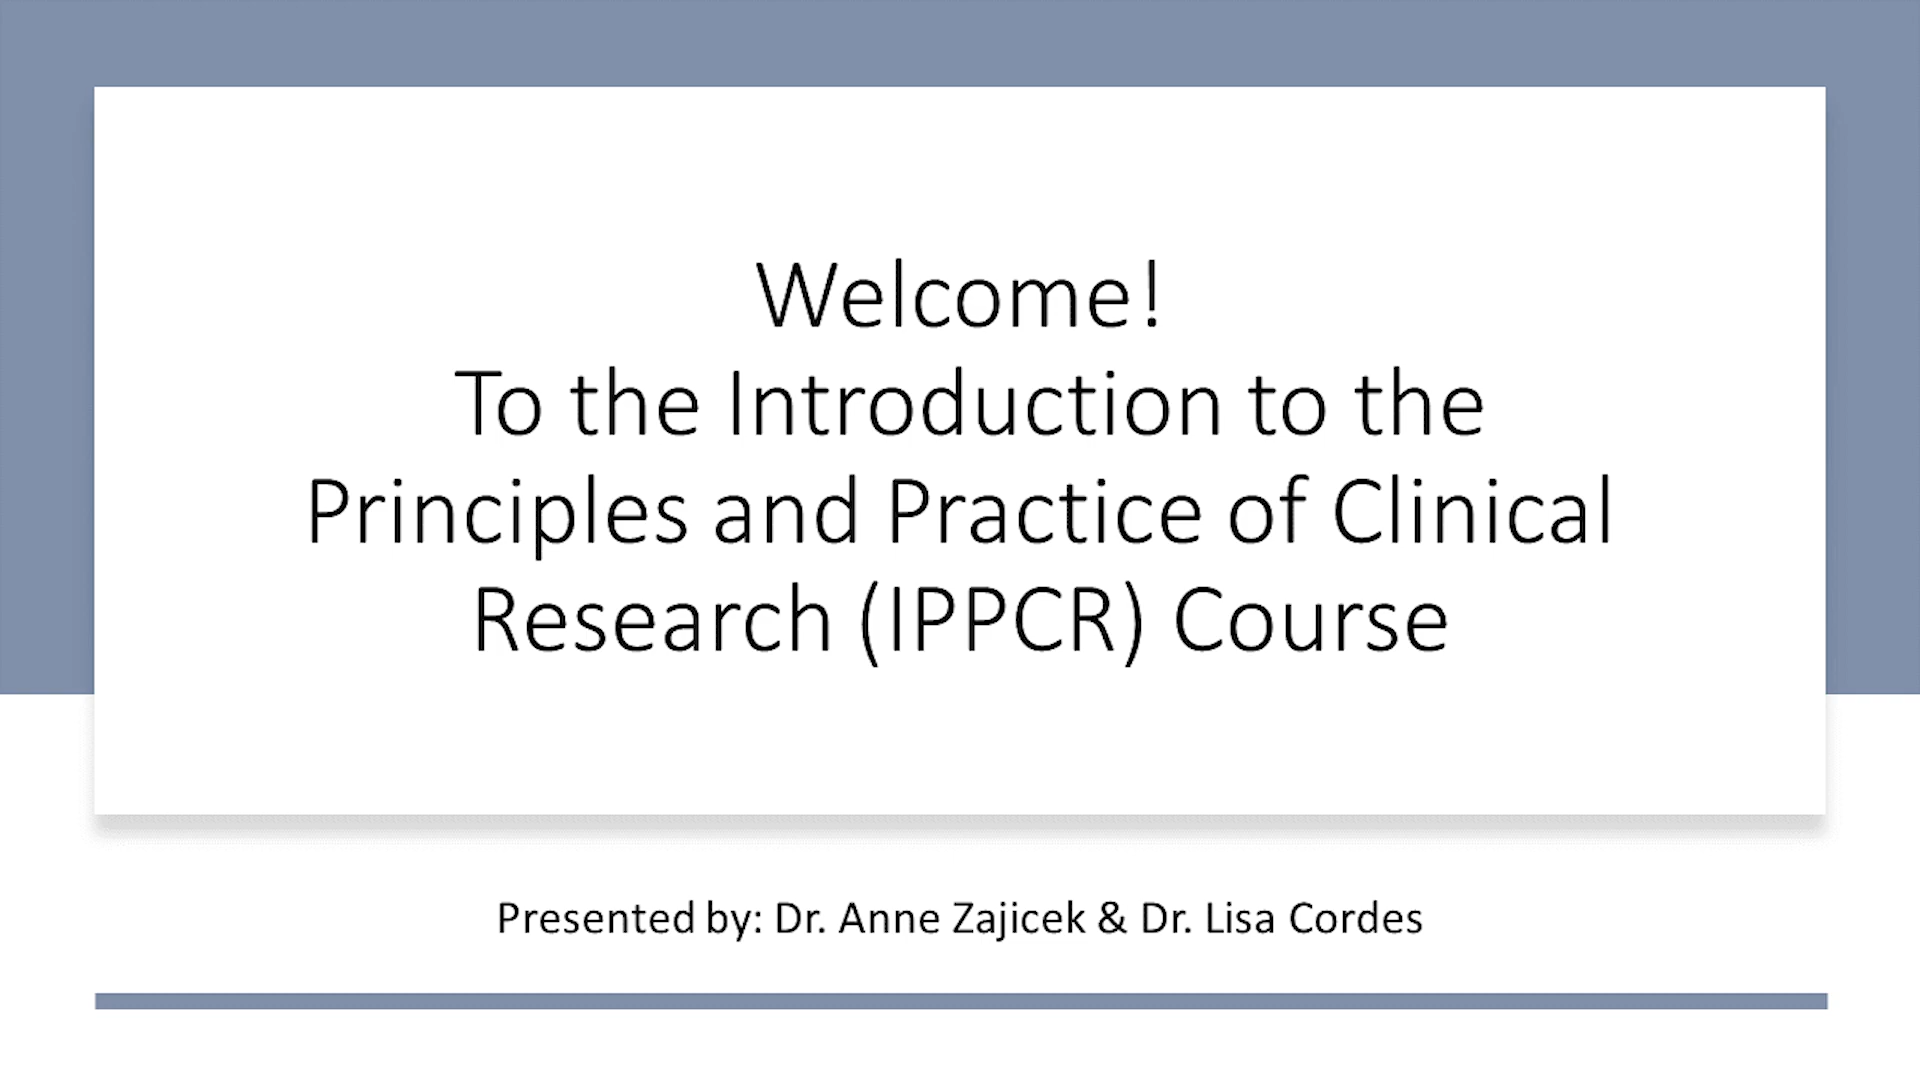 Welcome!
To the Introduction to the
Principles and Practice of Clinical
Research (IPPCR) Course
Presented by: Dr. Anne Zajicek & Dr. Lisa Cordes